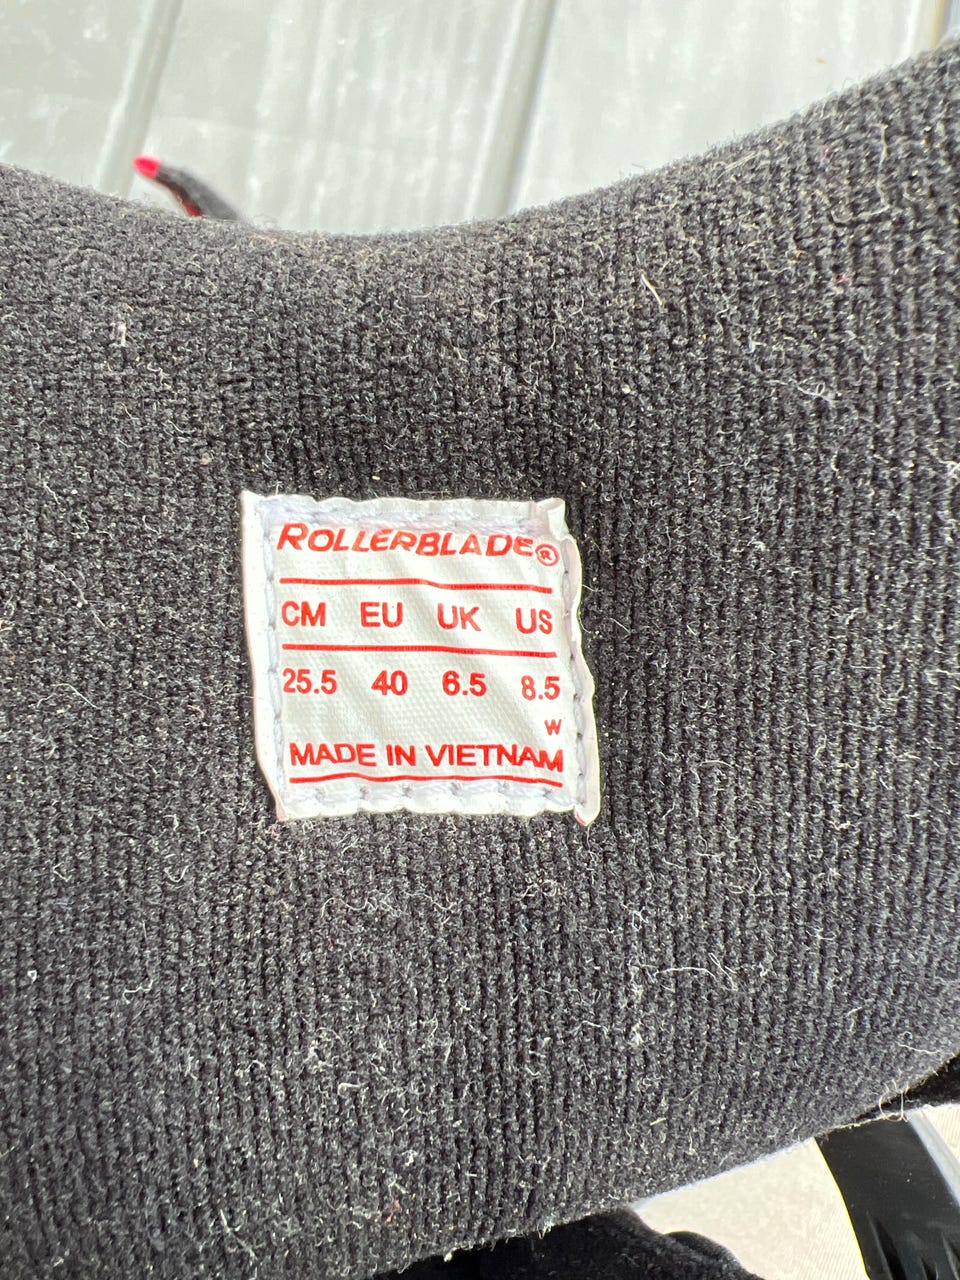 ROLLERBLADE®
CM EU UK US
25.5 40 6.5 8.5
W
MADE IN VIETNAM